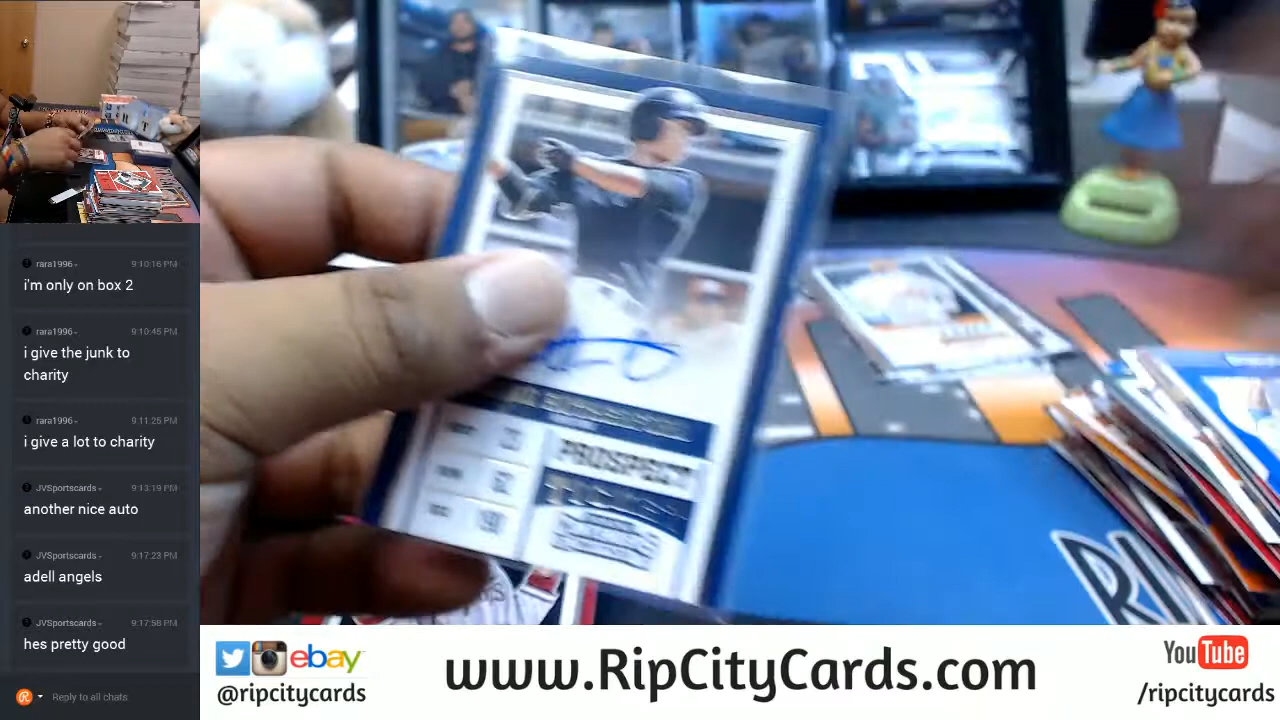 rara1996 9:10:16 PM
i'm only on box 2
rara1996 9:10:45 PM
i give the junk to
charity
rara1996 9:11:25 PM
i give a lot to charity
JVSportscards 9:13:19 PM
another nice auto
JVSportscards 9:17:23 PM
adell angels
JVSportscards 9:17:58 PM
hes pretty good
Reply to all chats
PROSPECT
TICKET
RI
ebay
@ripcitycards
www.RipCityCards.com
YouTube
/ripcitycards